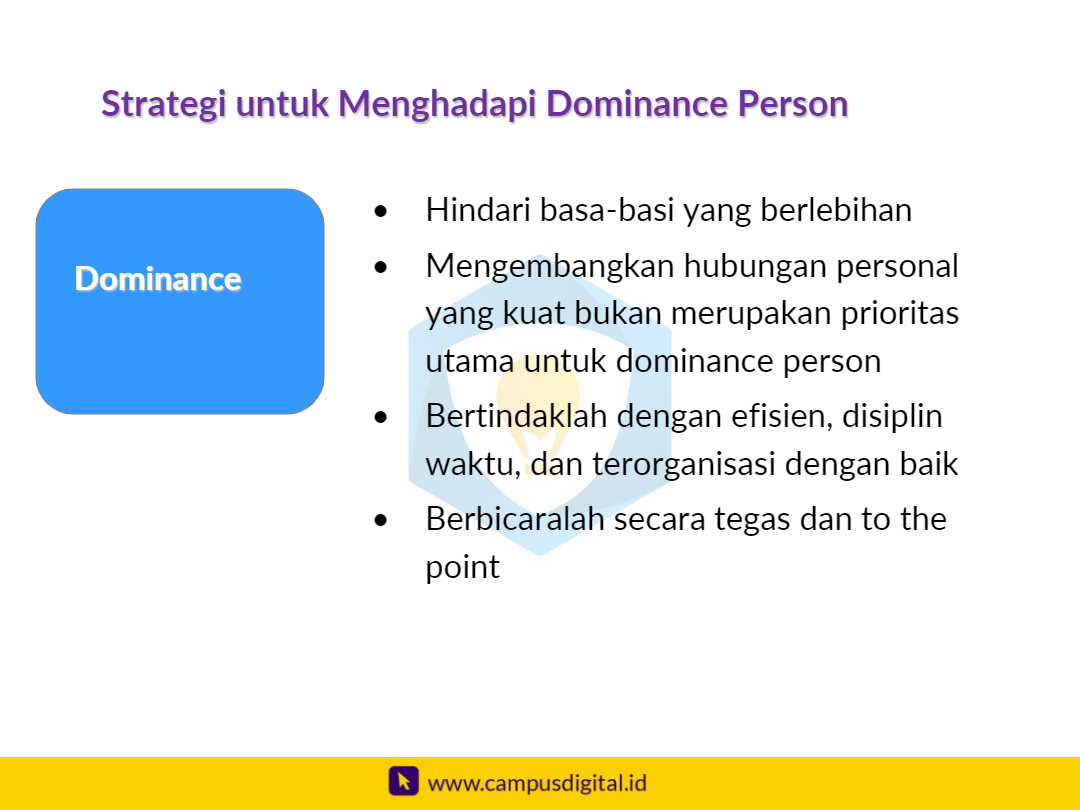 Strategi untuk Menghadapi Dominance Person
Dominance
• Hindari basa-basi yang berlebihan
• Mengembangkan hubungan personal
yang kuat bukan merupakan prioritas
utama untuk dominance person
• Bertindaklah dengan efisien, disiplin
waktu, dan terorganisasi dengan baik
• Berbicaralah secara tegas dan to the
point
www.campusdigital.id